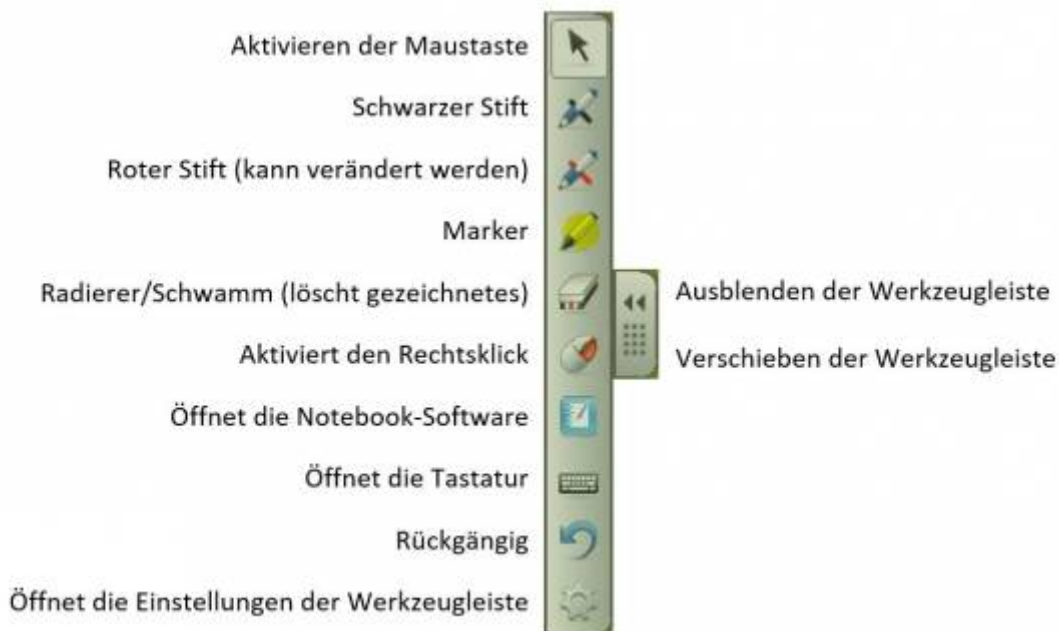 Aktivieren der Maustaste
Schwarzer Stift
Roter Stift (kann verändert werden)
Marker
Radierer/Schwamm (löscht gezeichnetes)
Ausblenden der Werkzeugleiste
Aktiviert den Rechtsklick
Verschieben der Werkzeugleiste
Öffnet die Notebook-Software
Öffnet die Tastatur
Rückgängig
Öffnet die Einstellungen der Werkzeugleiste